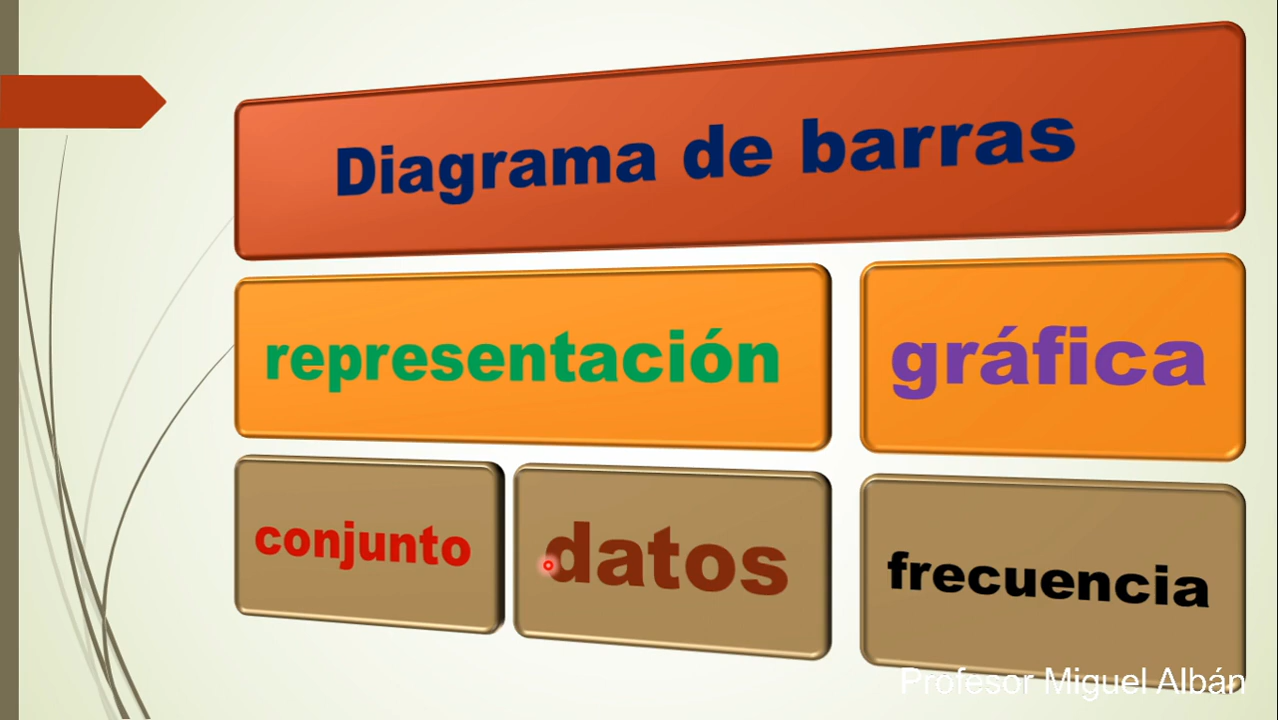 Diagrama de barras
representación
gráfica
conjunto
datos
frecuencia
Profesor Miguel Albán